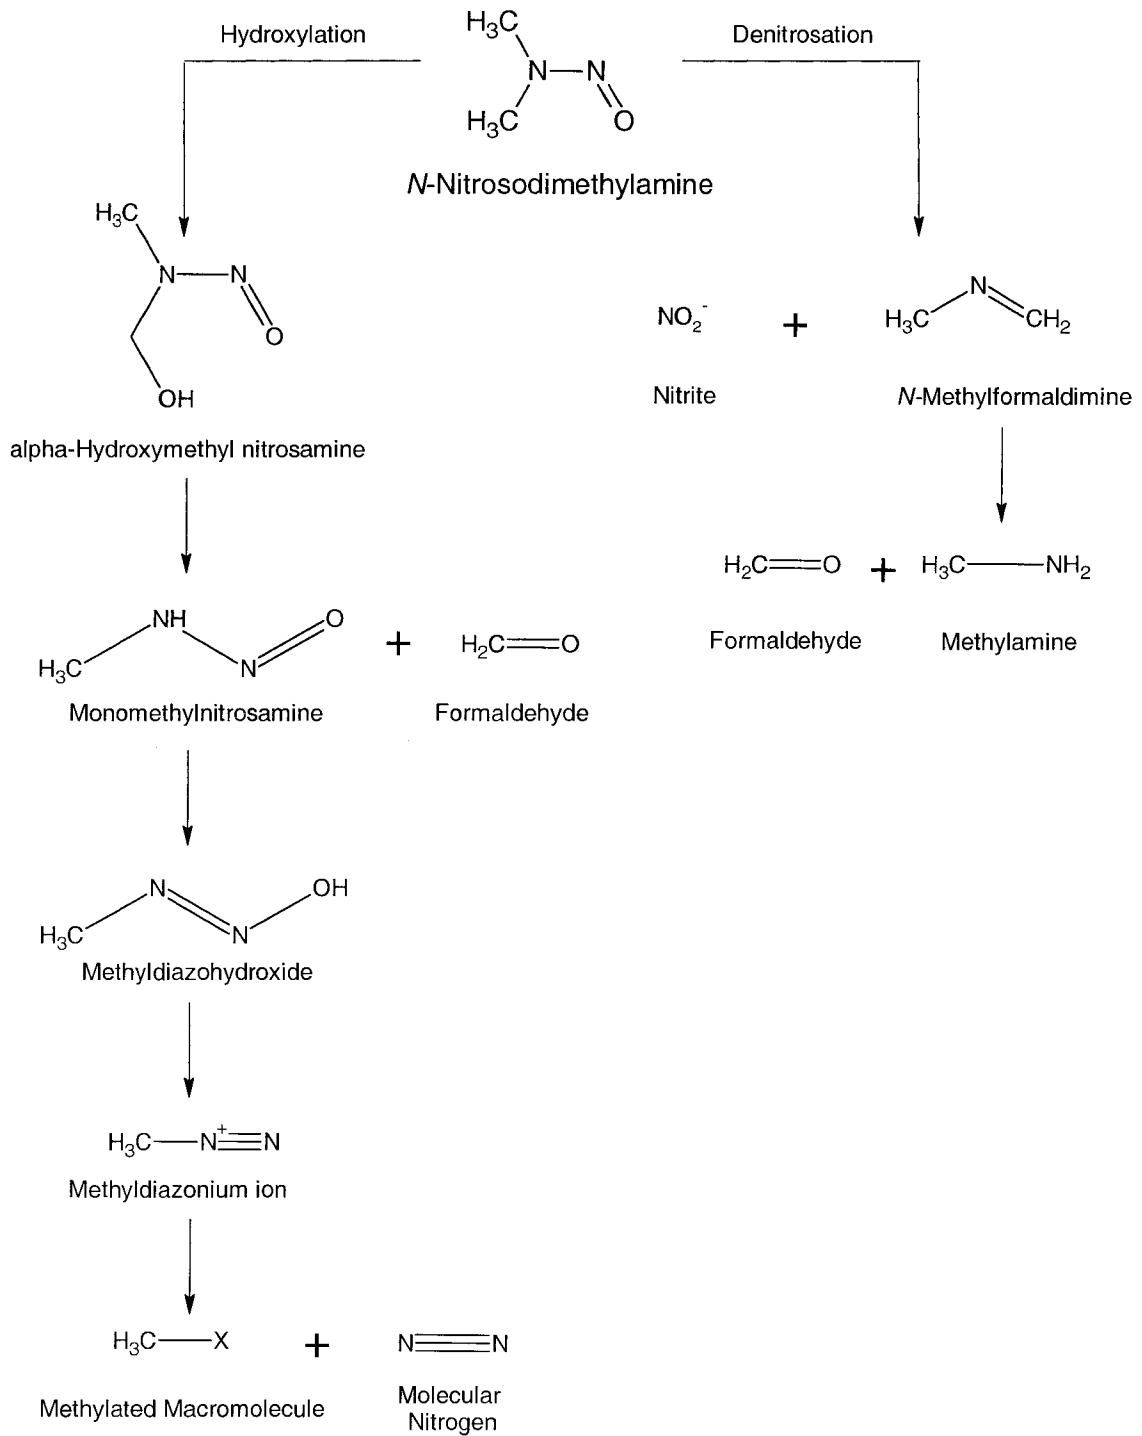 Hydroxylation
Denitrosation
H3C
N
N
H3C
O
N-Nitrosodimethylamine
H3C
N
N
O
OH
alpha-Hydroxymethyl nitrosamine
NO2-
+
H3C
N
CH2
Nitrite
N-Methylformaldimine
H2C
O
+
H3C
NH2
Formaldehyde
Methylamine
NH
O
H3C
N
+
H2C
O
Monomethylnitrosamine
Formaldehyde
N
OH
H3C
N
Methyldiazohydroxide
H3C
N+
N
Methyldiazonium ion
H3C
X
+
N
N
Methylated Macromolecule
Molecular
Nitrogen